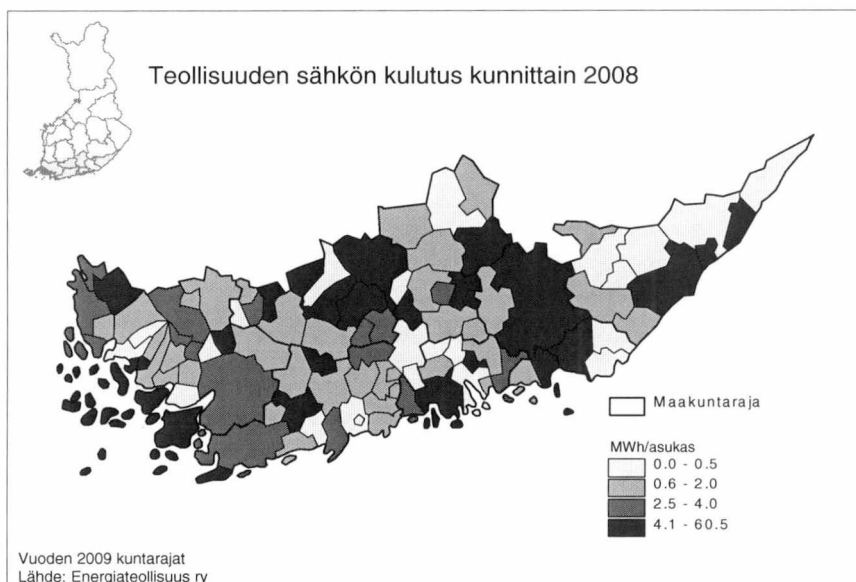 Teollisuuden sähkön kulutus kunnittain 2008
Maakuntaraja
MWh/asukas
0.0 - 0.5
0.6 - 2.0
2.5 - 4.0
4.1 - 60.5
Vuoden 2009 kuntarajat
Lähde: Energiateollisuus ry